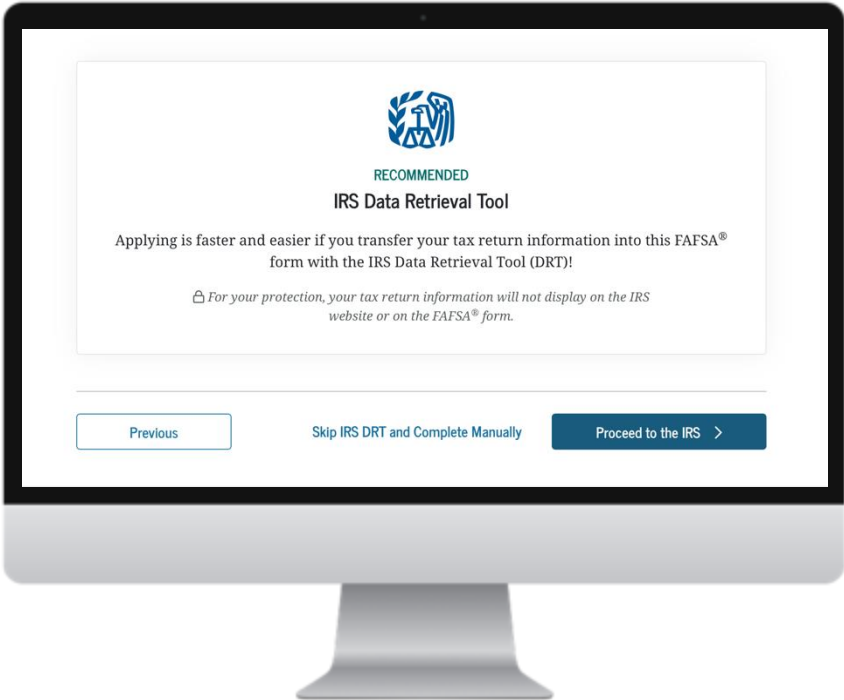 RECOMMENDED
IRS Data Retrieval Tool
Applying is faster and easier if you transfer your tax return information into this FAFSA®
form with the IRS Data Retrieval Tool (DRT)!
For your protection, your tax return information will not display on the IRS
website or on the FAFSA® form.
Previous
Skip IRS DRT and Complete Manually
Proceed to the IRS